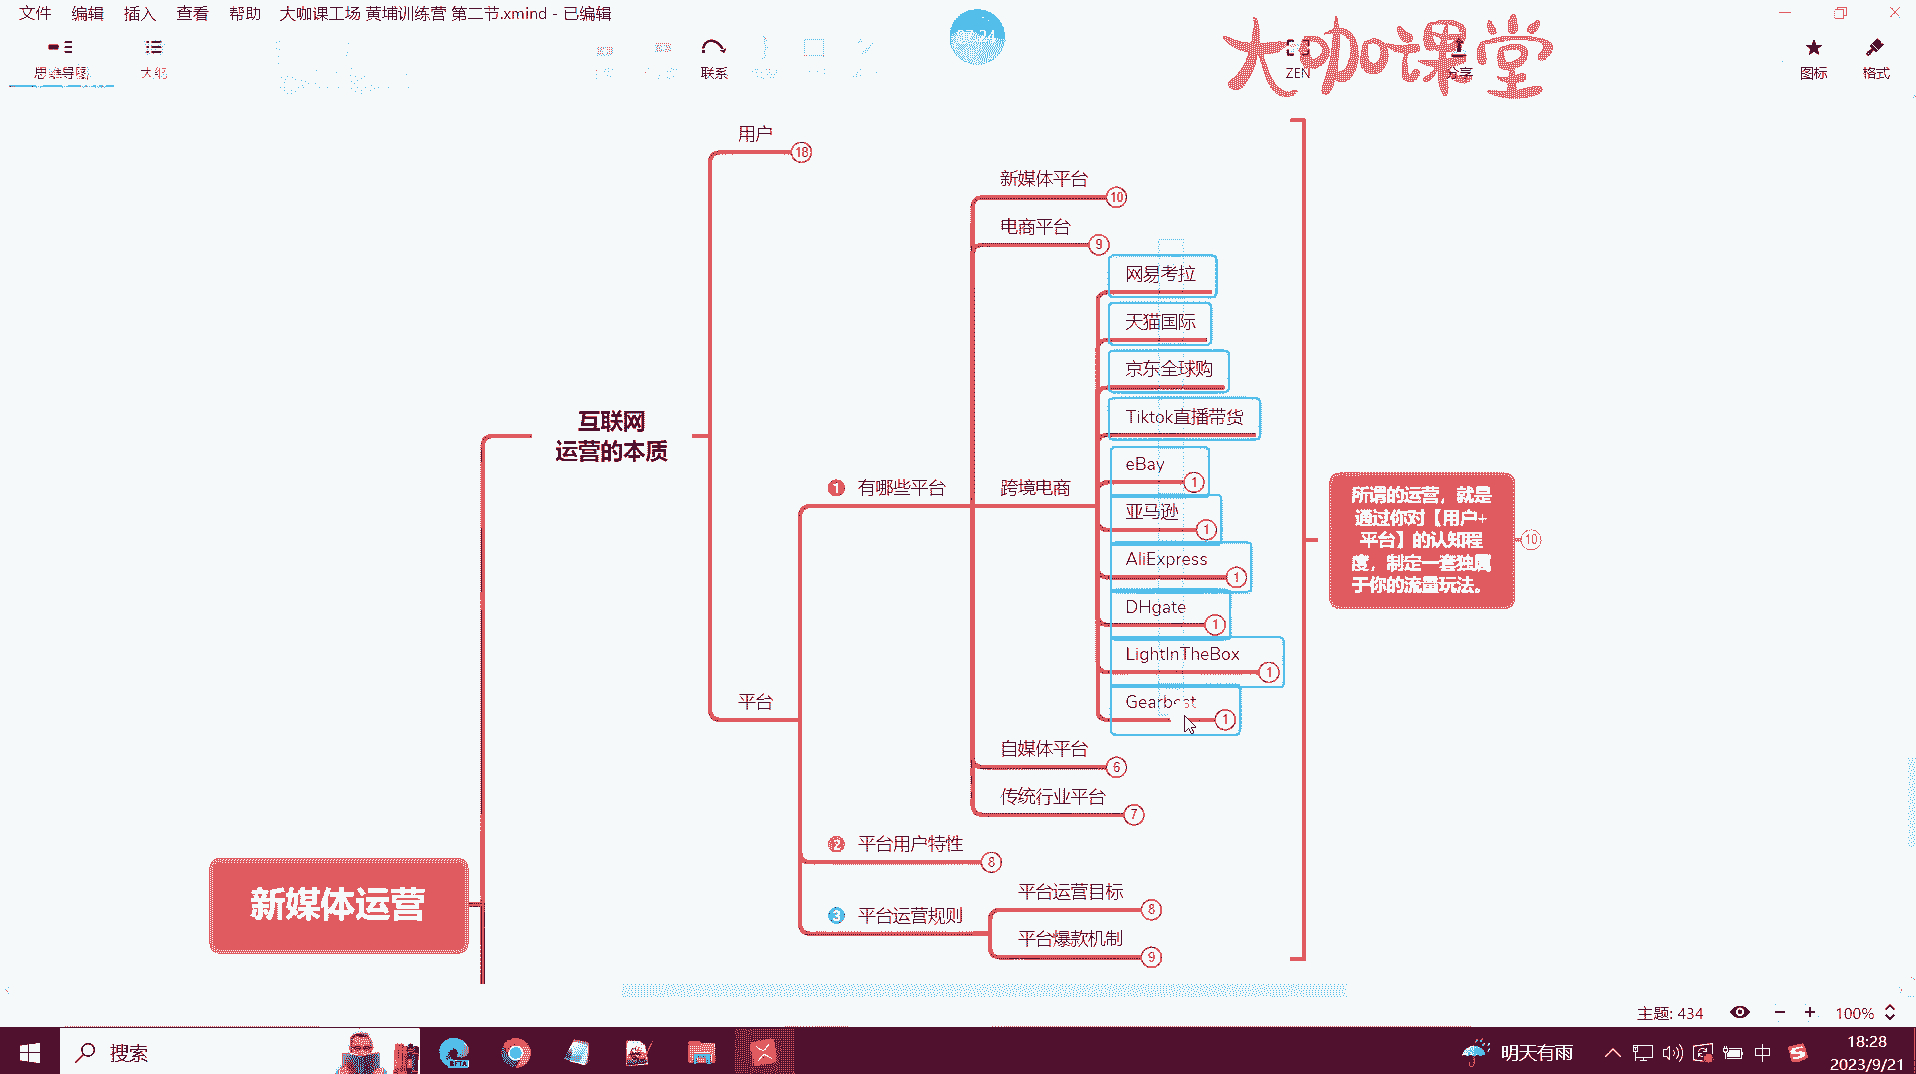 文件 编辑 插入 查看 帮助 大咖课工场 黄埔训练营 第二节.xmind - 已编辑
思维导图
大纲
联系
07:24
大咖课堂
ZEN
分享
图标
格式
用户
18
新媒体平台
10
电商平台
9
网易考拉
天猫国际
京东全球购
Tiktok直播带货
互联网
运营的本质
eBay
1
① 有哪些平台
跨境电商
亚马逊
1
AliExpress
1
DHgate
1
LightInTheBox
1
Gearbest
1
所谓的运营，就是
通过你对【用户+
平台】的认知程
度，制定一套独属
于你的流量玩法。
10
平台
自媒体平台
6
传统行业平台
7
② 平台用户特性
8
③ 平台运营规则
平台运营目标
8
平台爆款机制
9
新媒体运营
主题: 434
100%
搜索
BETA
明天有雨
中
18:28
2023/9/21